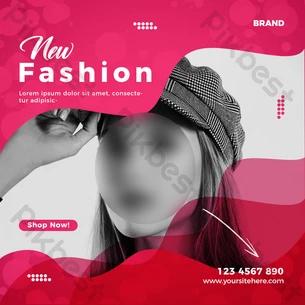 BRAND
New
Fashion
Lorem ipsum dolor sit amet, consecte-
tur adipisic-
Shop Now!
123 4567 890
www.yoursitehere.com
pikbest